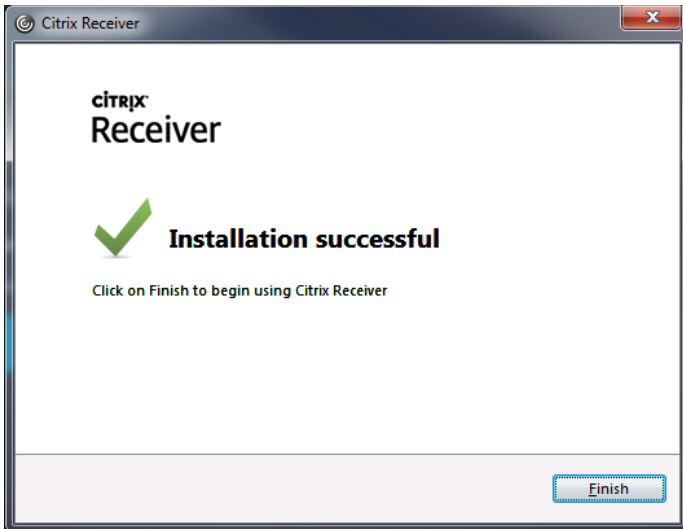 Citrix Receiver
CITRIX
Receiver
Installation successful
Click on Finish to begin using Citrix Receiver
Finish